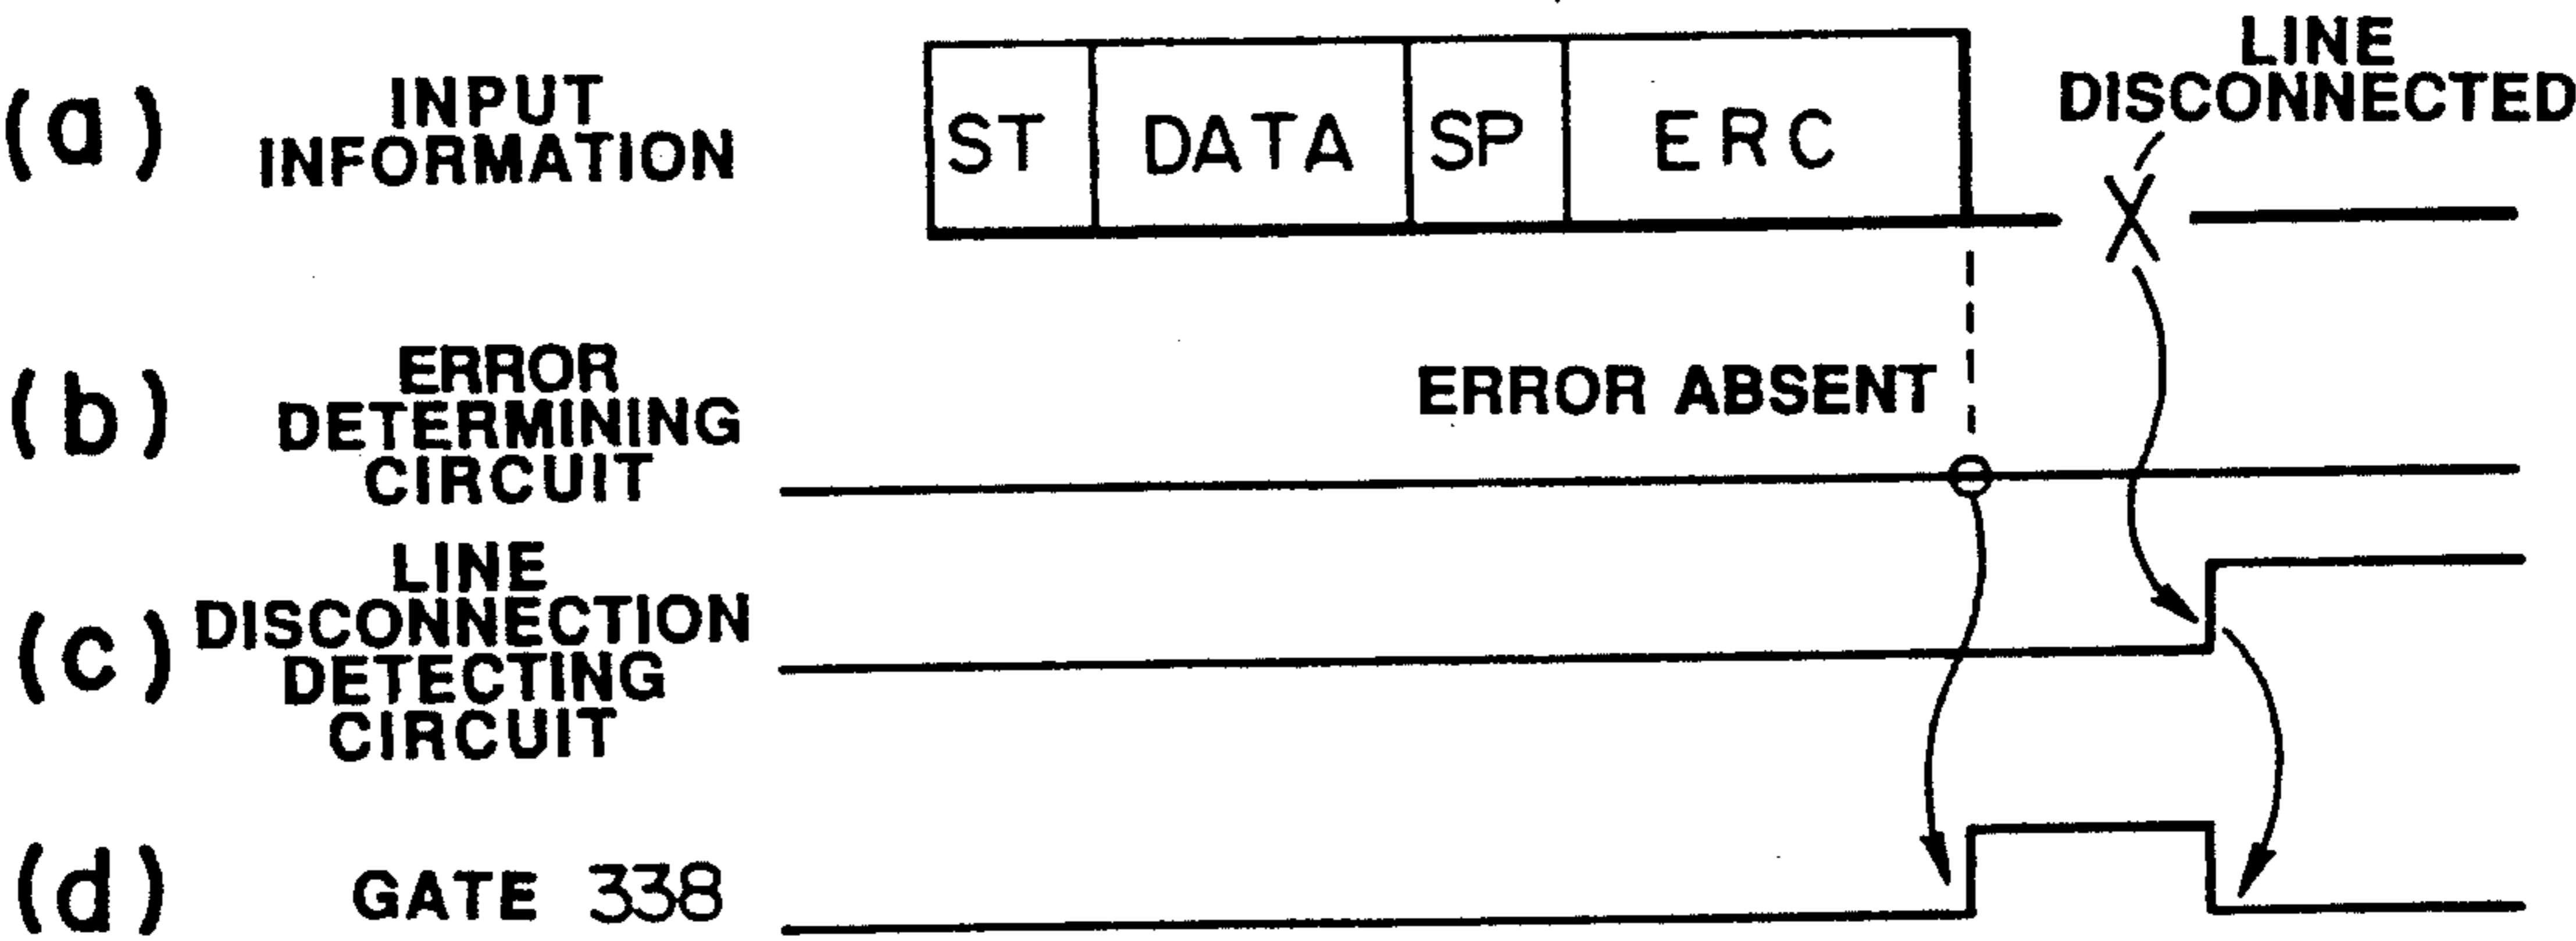 (a)
INPUT
INFORMATION
ST DATA SP ERC
LINE
DISCONNECTED
(b)
ERROR
DETERMINING
CIRCUIT
ERROR ABSENT
(c)
LINE
DISCONNECTION
DETECTING
CIRCUIT
(d)
GATE 338